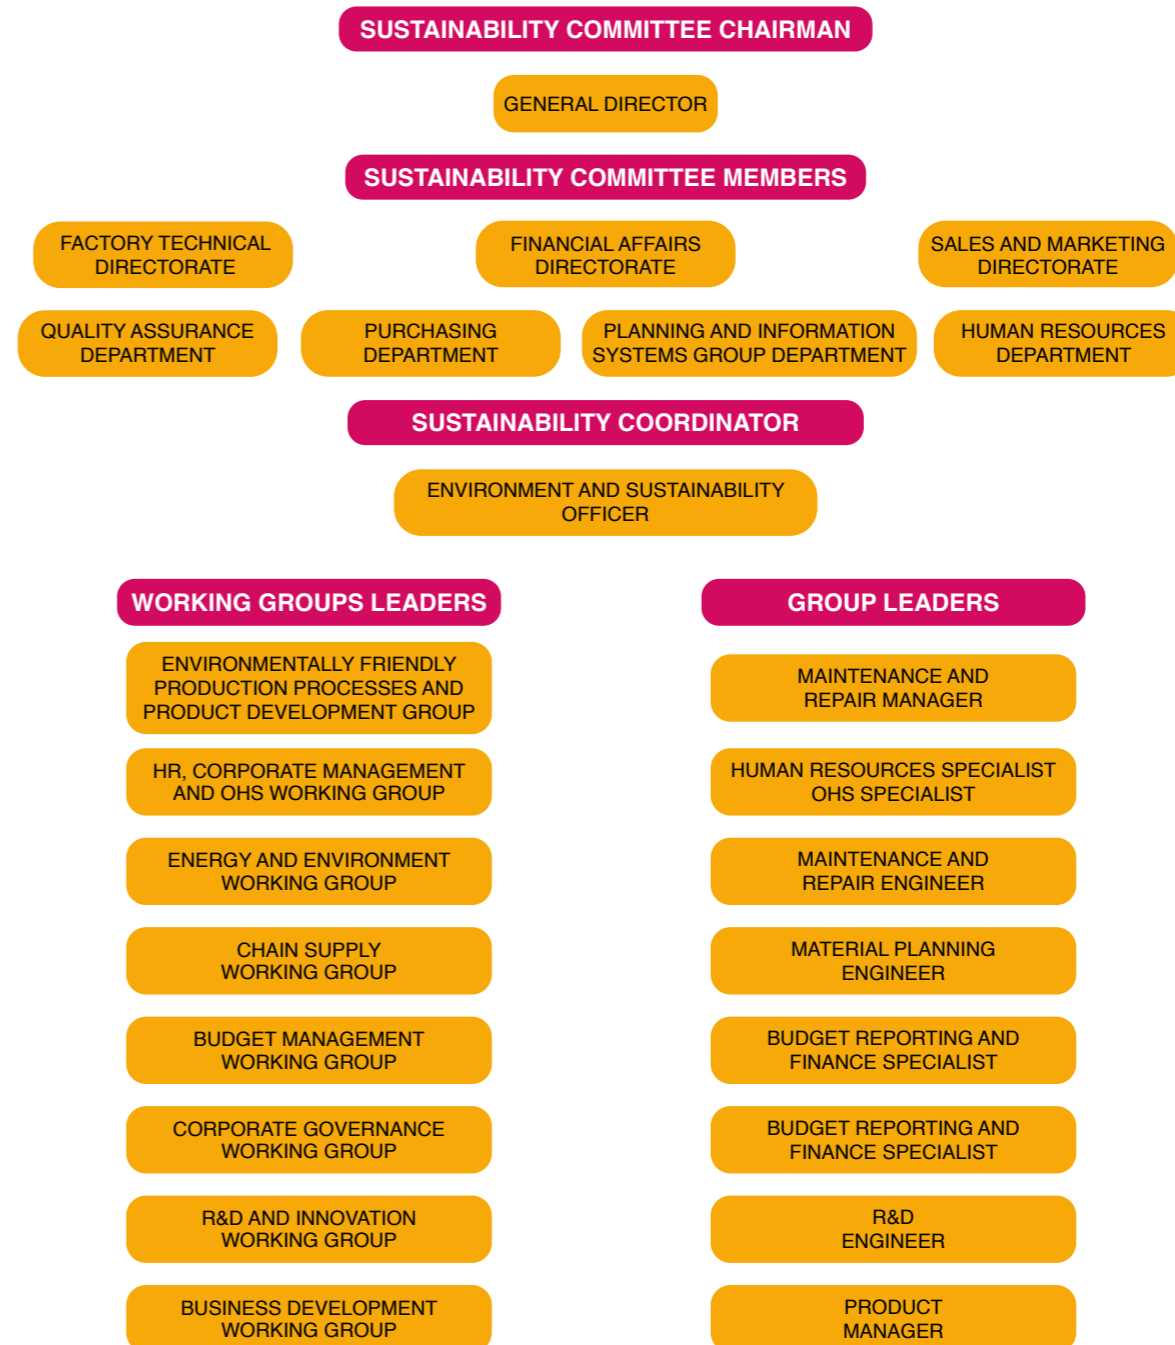 SUSTAINABILITY COMMITTEE CHAIRMAN
GENERAL DIRECTOR
SUSTAINABILITY COMMITTEE MEMBERS
FACTORY TECHNICAL
DIRECTORATE
FINANCIAL AFFAIRS
DIRECTORATE
SALES AND MARKETING
DIRECTORATE
QUALITY ASSURANCE
DEPARTMENT
PURCHASING
DEPARTMENT
PLANNING AND INFORMATION
SYSTEMS GROUP DEPARTMENT
HUMAN RESOURCES
DEPARTMENT
SUSTAINABILITY COORDINATOR
ENVIRONMENT AND SUSTAINABILITY
OFFICER
WORKING GROUPS LEADERS
GROUP LEADERS
ENVIRONMENTALLY FRIENDLY
PRODUCTION PROCESSES AND
PRODUCT DEVELOPMENT GROUP
MAINTENANCE AND
REPAIR MANAGER
HR, CORPORATE MANAGEMENT
AND OHS WORKING GROUP
HUMAN RESOURCES SPECIALIST
OHS SPECIALIST
ENERGY AND ENVIRONMENT
WORKING GROUP
MAINTENANCE AND
REPAIR ENGINEER
CHAIN SUPPLY
WORKING GROUP
MATERIAL PLANNING
ENGINEER
BUDGET MANAGEMENT
WORKING GROUP
BUDGET REPORTING AND
FINANCE SPECIALIST
CORPORATE GOVERNANCE
WORKING GROUP
BUDGET REPORTING AND
FINANCE SPECIALIST
R&D AND INNOVATION
WORKING GROUP
R&D
ENGINEER
BUSINESS DEVELOPMENT
WORKING GROUP
PRODUCT
MANAGER